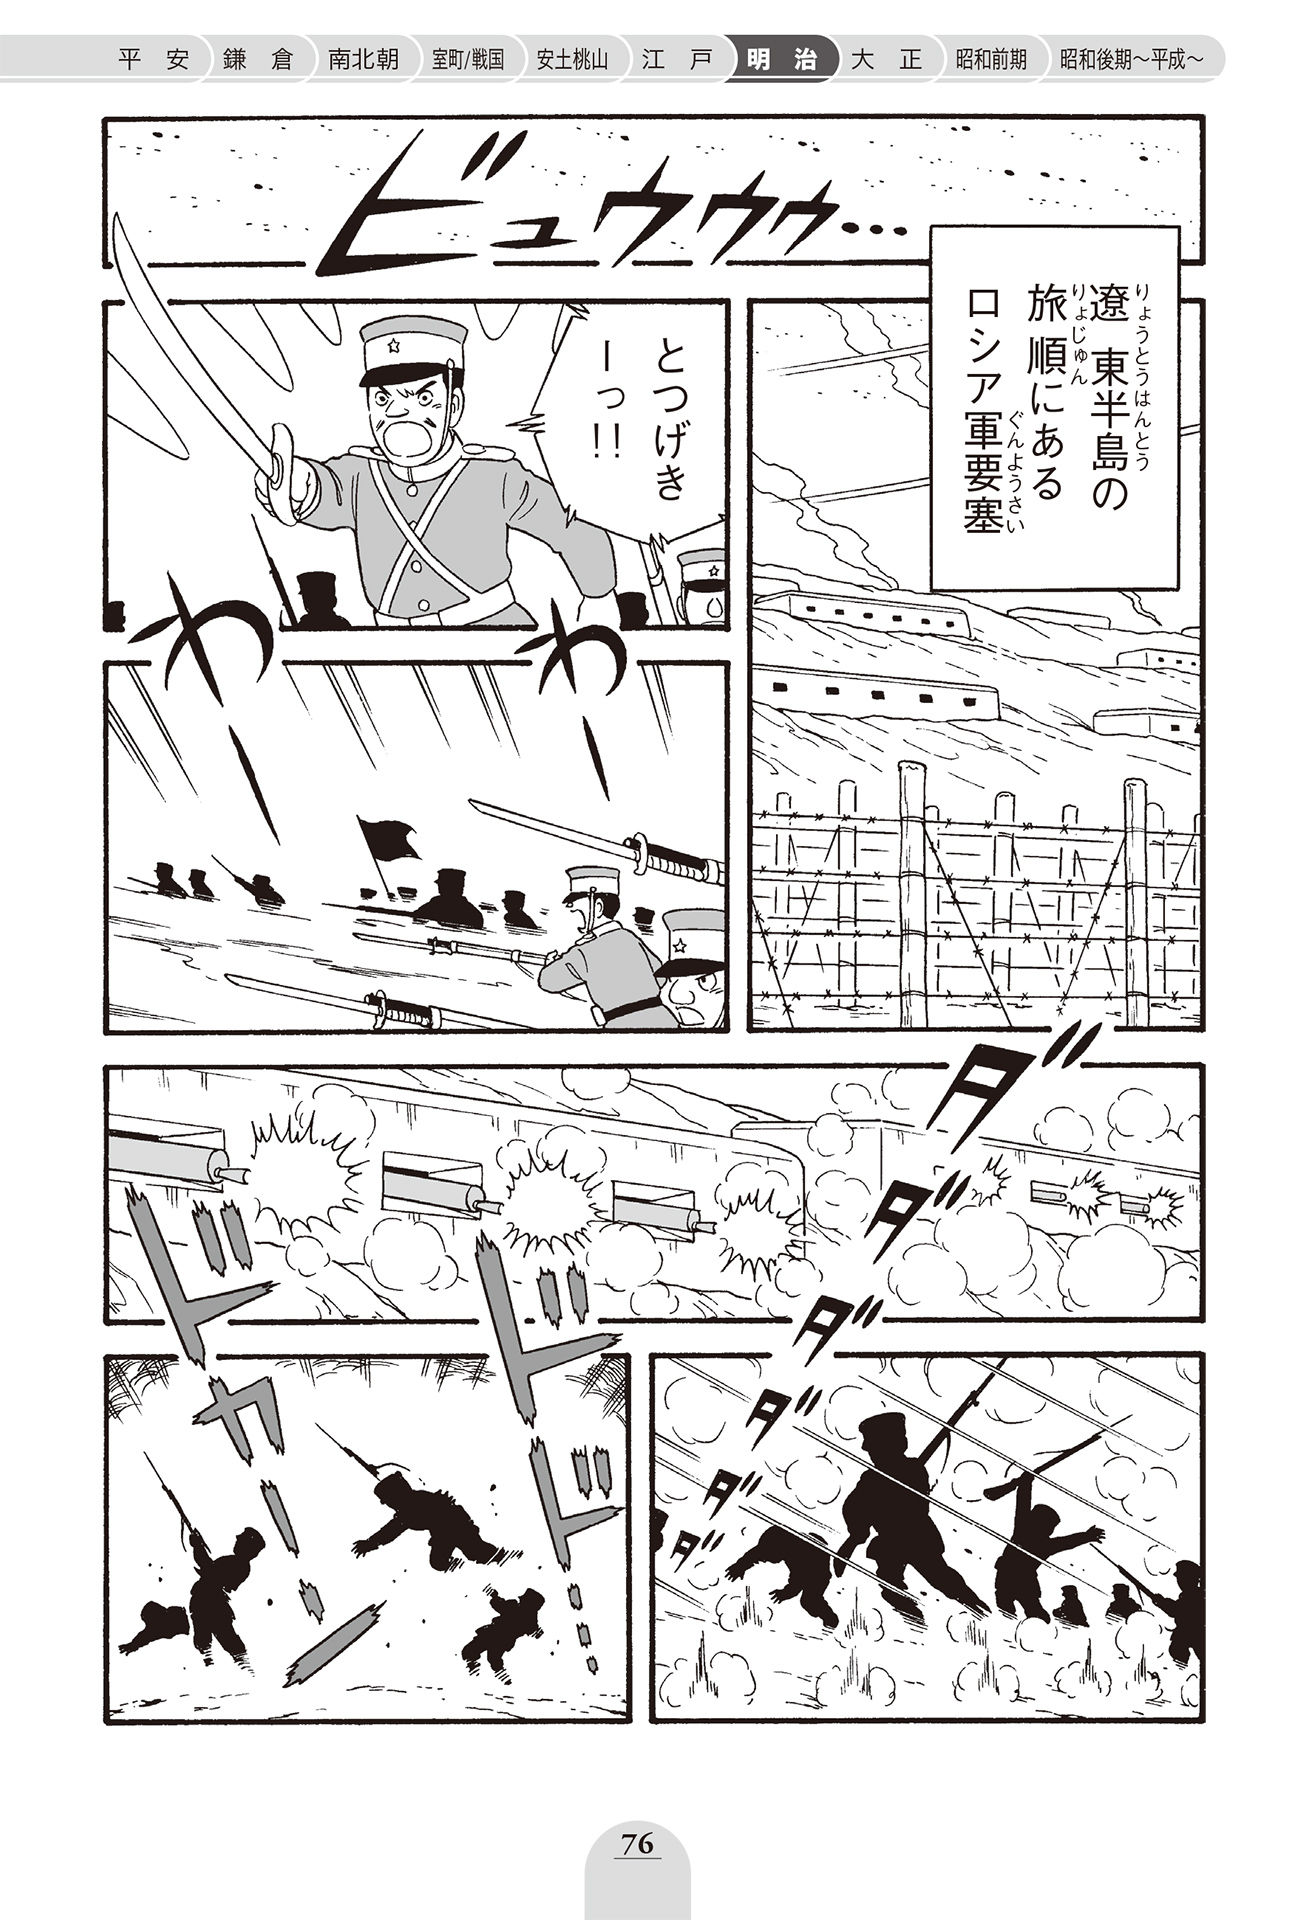 平安 鎌倉 南北朝 室町/戦国 安土桃山 江戸 明治 大正 昭和前期 昭和後期〜平成〜
ビュウゥゥ…
遼東半島の
りょうとうはんとう
旅順にある
りょじゅん
ロシア軍要塞
ぐんようさい
とつげき
ーっ!!
わー
わー
ダダダダダダ
ドドド
ドカーン
76